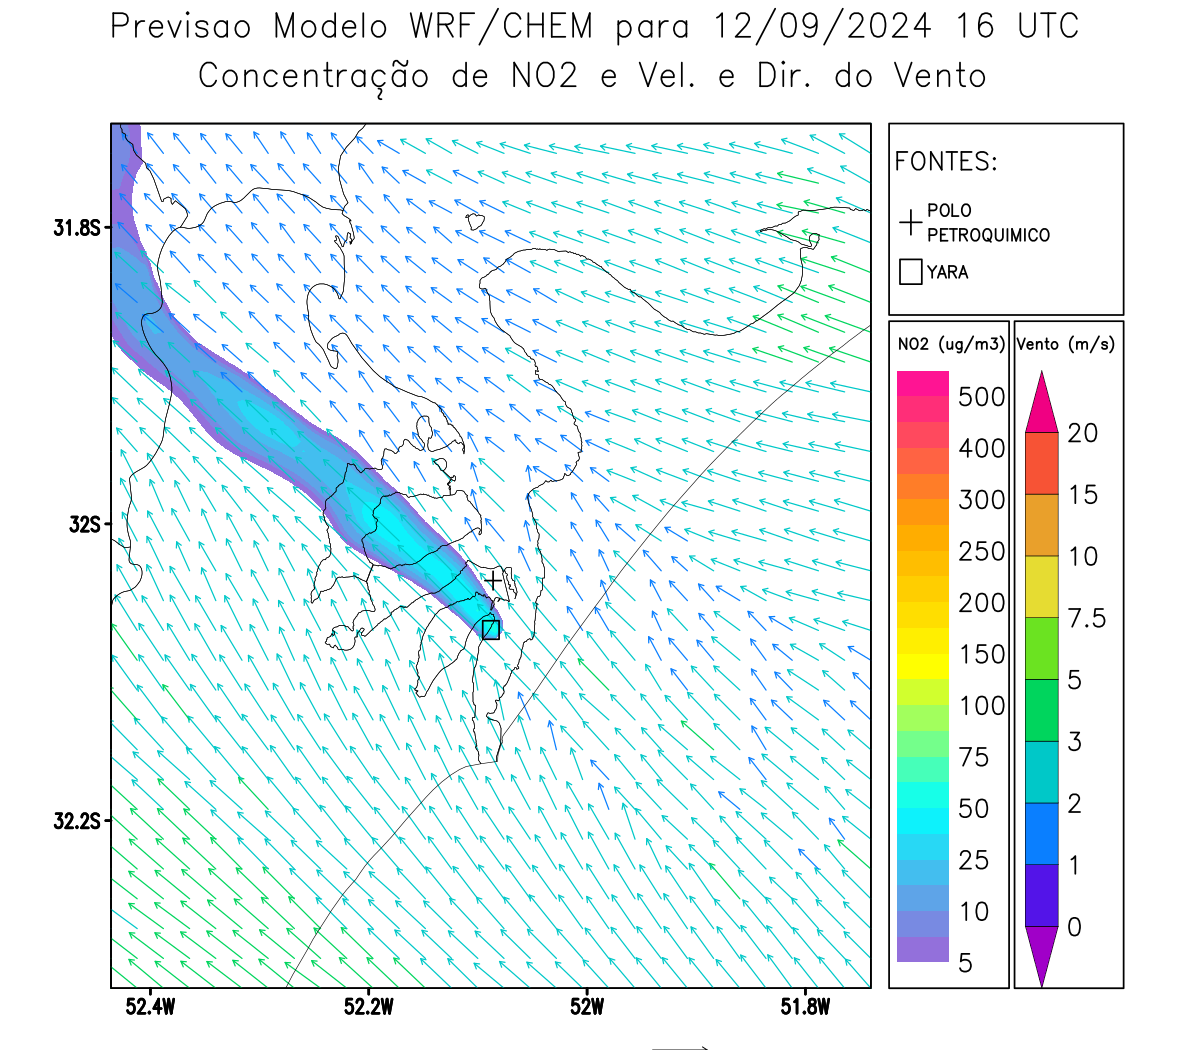 Previsao Modelo WRF/CHEM para 12/09/2024 16 UTC
Concentração de NO2 e Vel. e Dir. do Vento
FONTES:
POLO
PETROQUIMICO
YARA
NO2 (ug/m3)
500
400
300
250
200
150
100
75
50
25
10
5
Vento (m/s)
20
15
10
7.5
5
3
2
1
0
31.8S
32S
32.2S
52.4W
52.2W
52W
51.8W